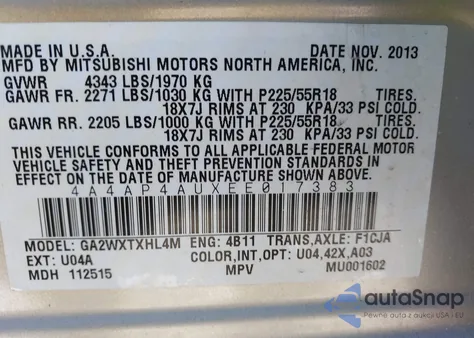 MADE IN U.S.A. DATE NOV. 2013
MFD BY MITSUBISHI MOTORS NORTH AMERICA, INC.
GVWR 4343 LBS/1970 KG
GAWR FR. 2271 LBS/1030 KG WITH P225/55R18 TIRES.
18X7J RIMS AT 230 KPA/33 PSI COLD.
GAWR RR. 2205 LBS/1000 KG WITH P225/55R18 TIRES.
18X7J RIMS AT 230 KPA/33 PSI COLD.
THIS VEHICLE CONFORMS TO ALL APPLICABLE FEDERAL MOTOR
VEHICLE SAFETY AND THEFT PREVENTION STANDARDS IN
EFFECT ON THE DATE OF MANUFACTURE SHOWN ABOVE.
4A4AP4AUXEE017383
MODEL: GA2WXTXHL4M ENG: 4B11 TRANS,AXLE: F1CJA
EXT: U04A COLOR,INT,OPT: U04,42X,A03
MDH 112515 MPV MU001602
autoSnap
Autopomocnik z USA i EU